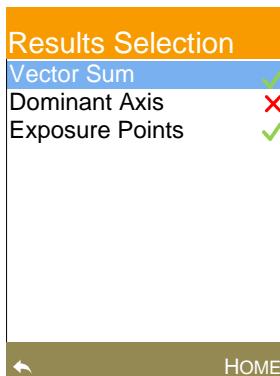 Results Selection
Vector Sum
Dominant Axis
Exposure Points
HOME